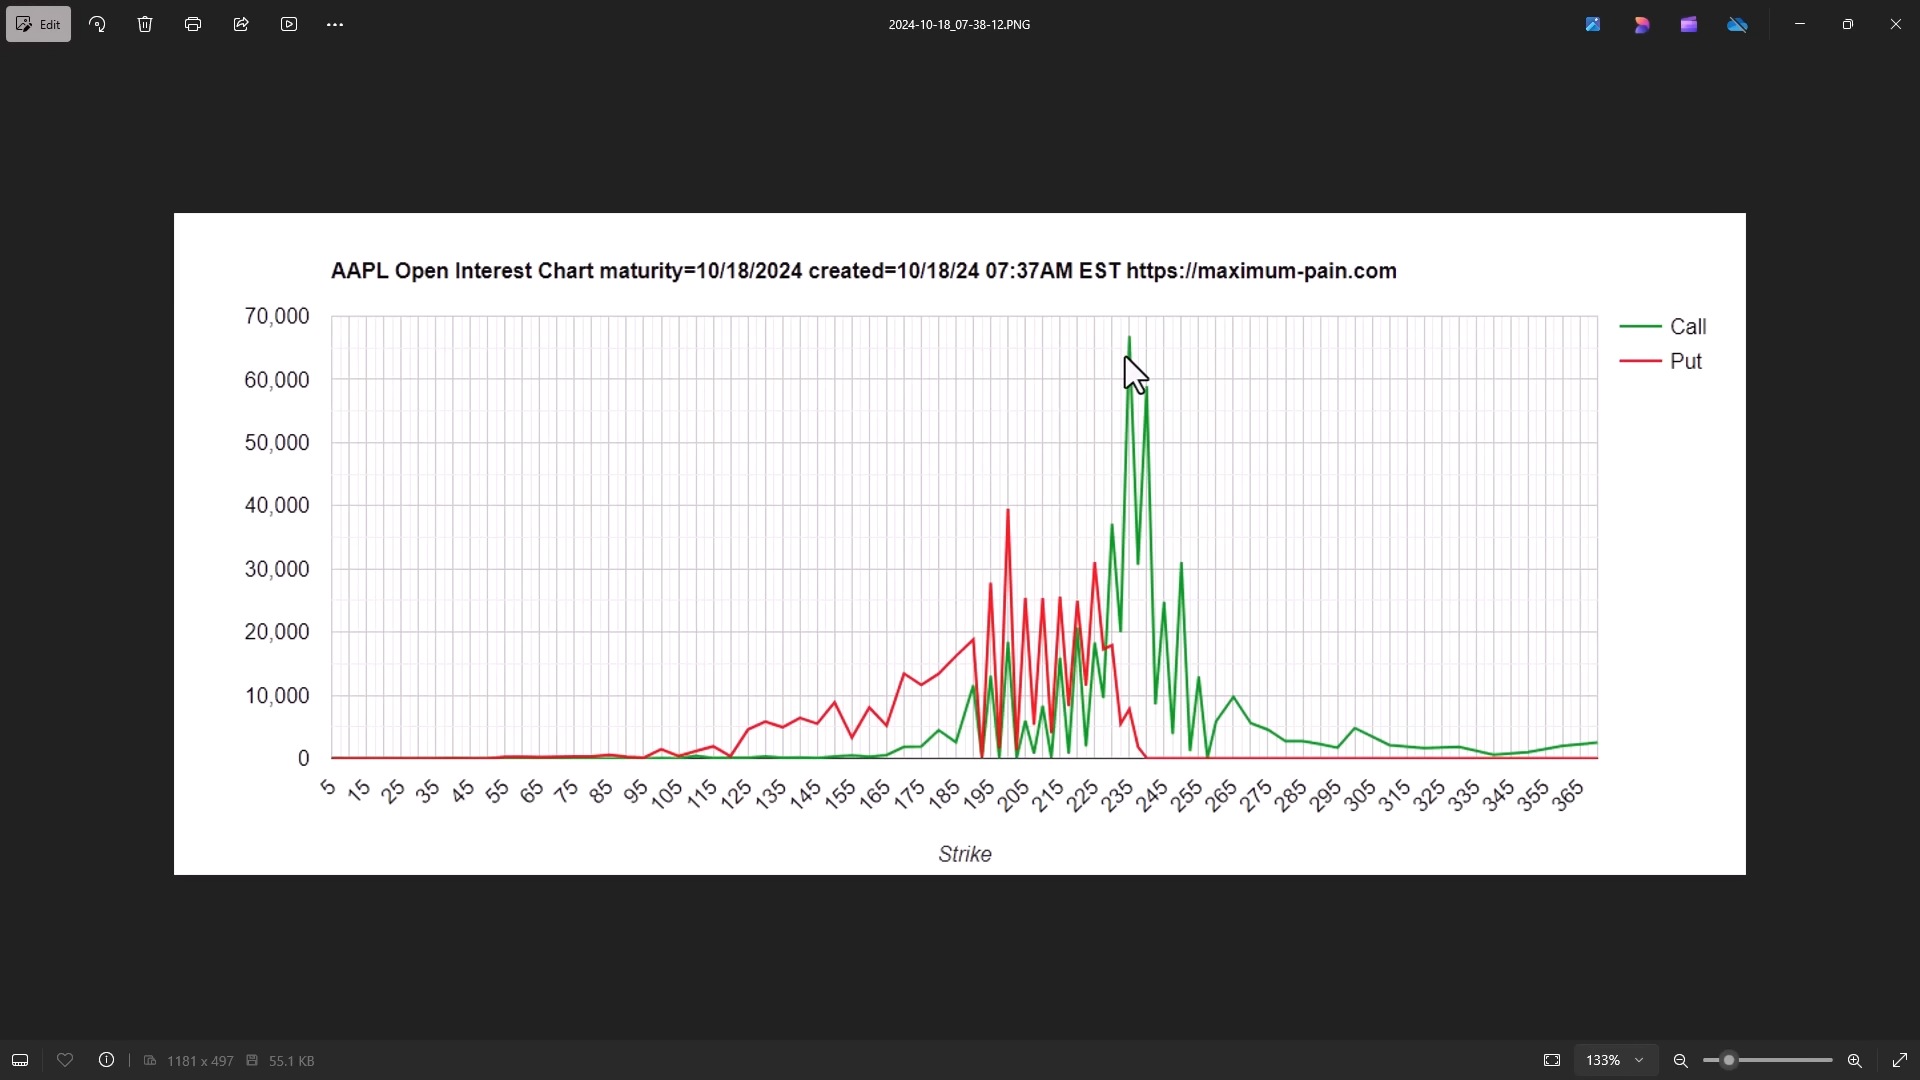 Edit
2024-10-18_07-38-12.PNG
AAPL Open Interest Chart maturity=10/18/2024 created=10/18/24 07:37AM EST https://maximum-pain.com
70,000
60,000
50,000
40,000
30,000
20,000
10,000
0
Call
Put
5 15 25 35 45 55 65 75 85 95 105 115 125 135 145 155 165 175 185 195 205 215 225 235 245 255 265 275 285 295 305 315 325 335 345 355 365
Strike
1181 x 497 55.1 KB
133%